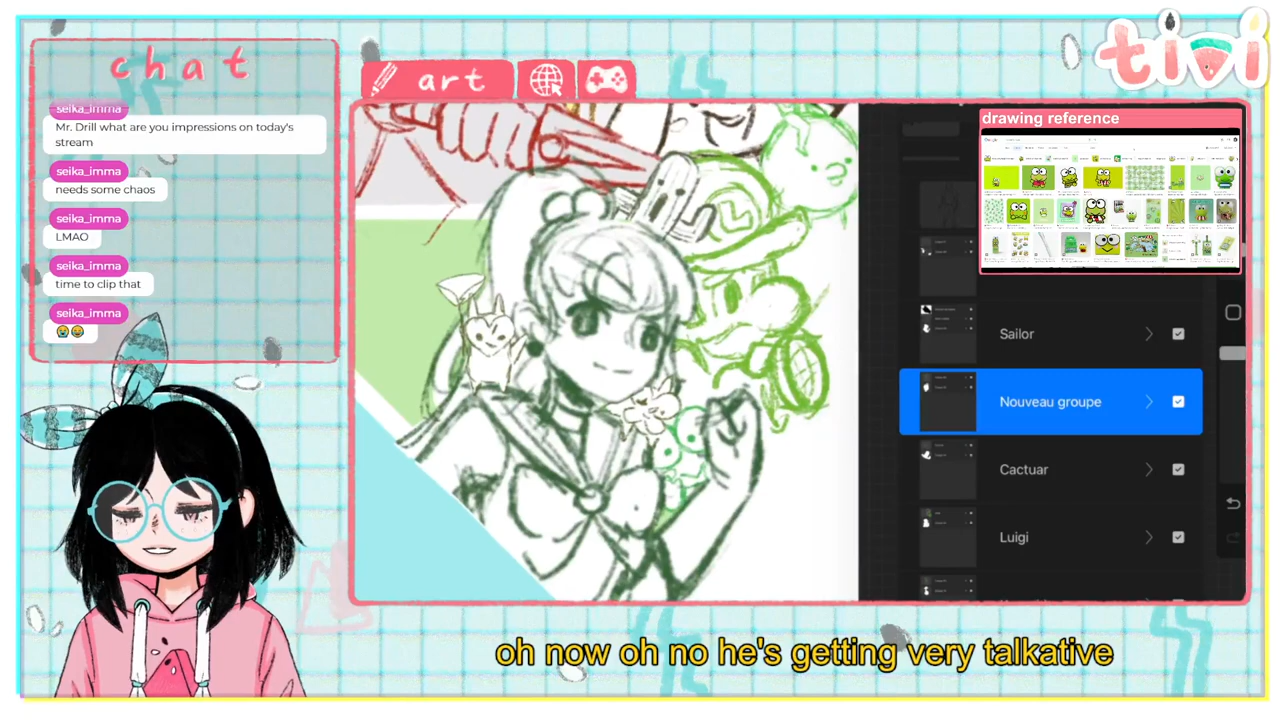 chat
seika_imma
Mr. Drill what are you impressions on today's
stream
seika_imma
needs some chaos
seika_imma
LMAO
seika_imma
time to clip that
seika_imma
art
tivi
drawing reference
Sailor
Nouveau groupe
Cactuar
Luigi
oh now oh no he's getting very talkative